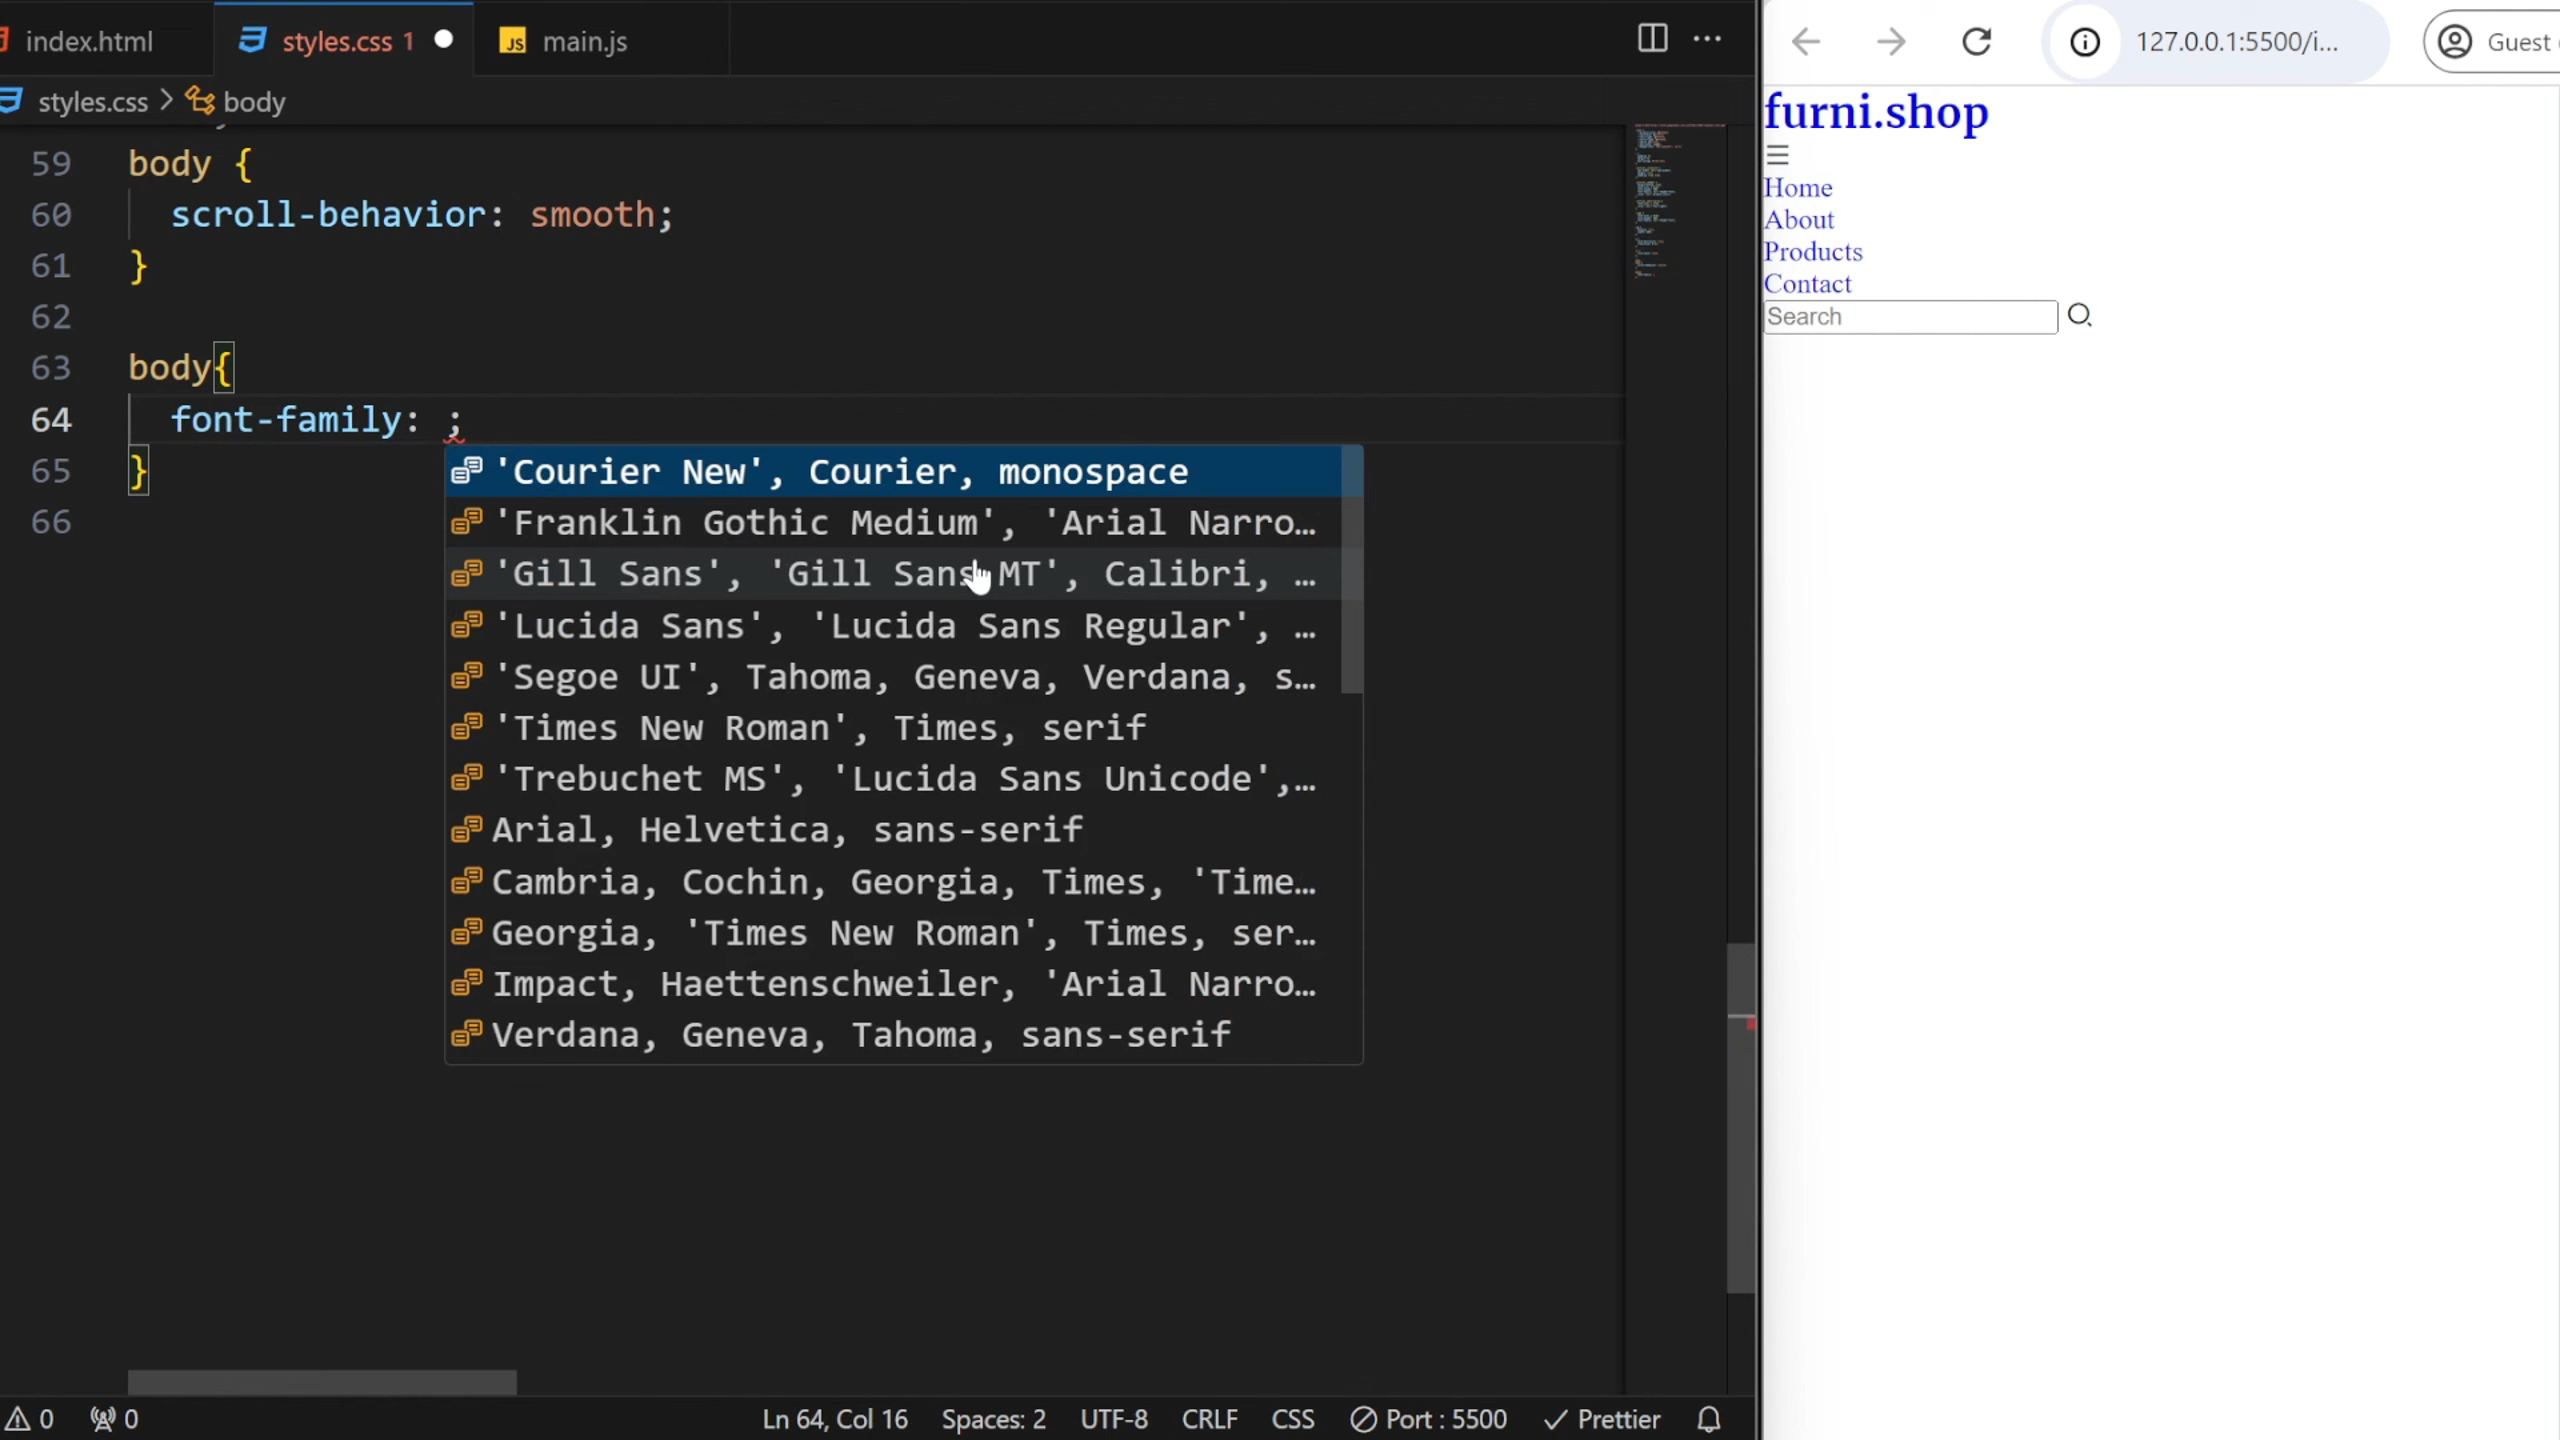 index.html
styles.css 1
JS main.js
styles.css > body
59 body {
60 scroll-behavior: smooth;
61 }
62
63 body{
64 font-family: ;
65 }
66
'Courier New', Courier, monospace
'Franklin Gothic Medium', 'Arial Narro…
'Gill Sans', 'Gill Sans MT', Calibri, …
'Lucida Sans', 'Lucida Sans Regular', …
'Segoe UI', Tahoma, Geneva, Verdana, s…
'Times New Roman', Times, serif
'Trebuchet MS', 'Lucida Sans Unicode',…
Arial, Helvetica, sans-serif
Cambria, Cochin, Georgia, Times, 'Time…
Georgia, 'Times New Roman', Times, ser…
Impact, Haettenschweiler, 'Arial Narro…
Verdana, Geneva, Tahoma, sans-serif
0 0 Ln 64, Col 16 Spaces: 2 UTF-8 CRLF CSS Port : 5500 Prettier
127.0.0.1:5500/i...
Guest
furni.shop
Home
About
Products
Contact
Search